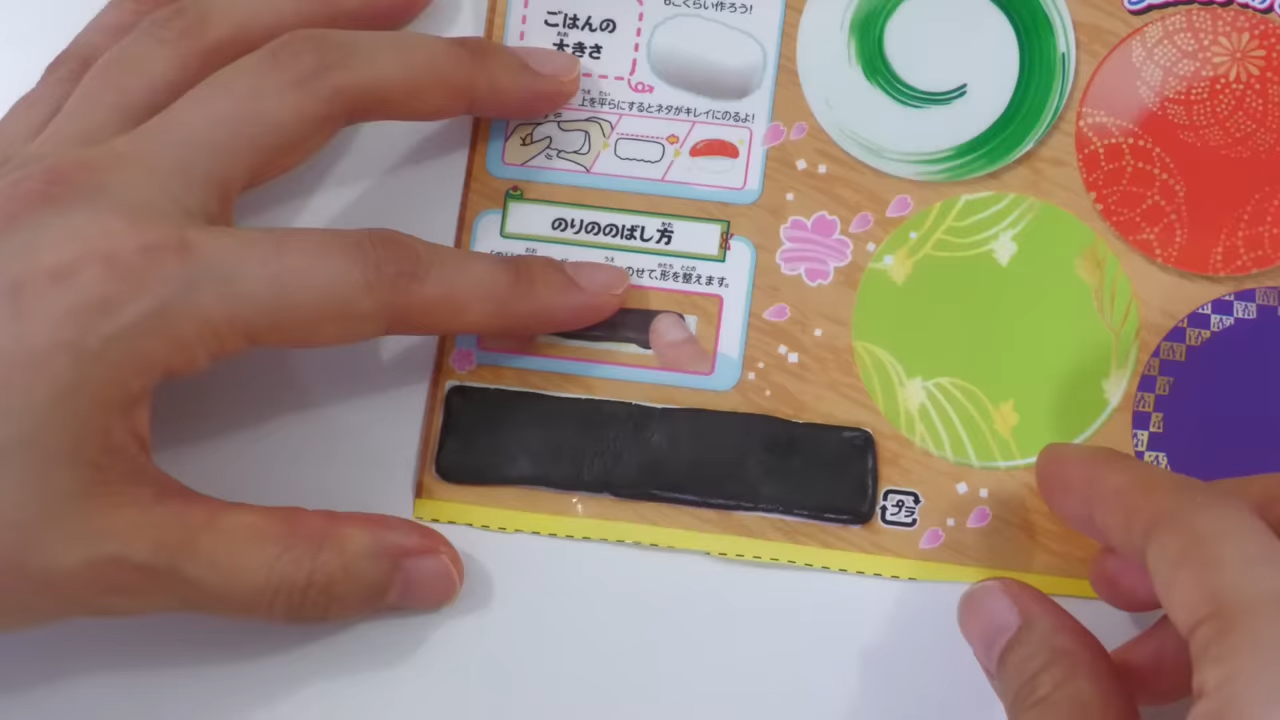 6こくらい作ろう!
ごはんの
大きさ
上を平らにするとネタがキレイにのるよ!
のりののばし方
のせて、形を整えます。
プラ